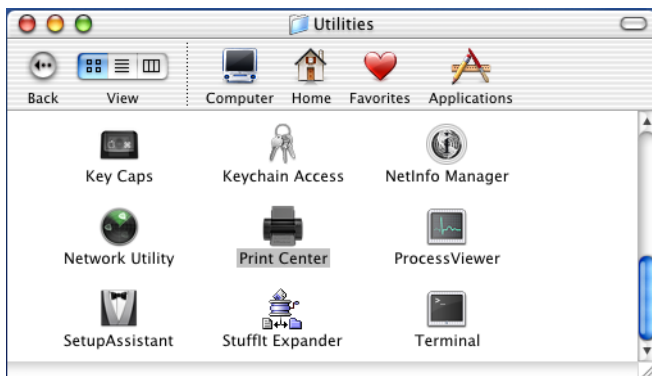 Utilities
Back View Computer Home Favorites Applications
Key Caps Keychain Access NetInfo Manager
Network Utility Print Center ProcessViewer
SetupAssistant StuffIt Expander Terminal